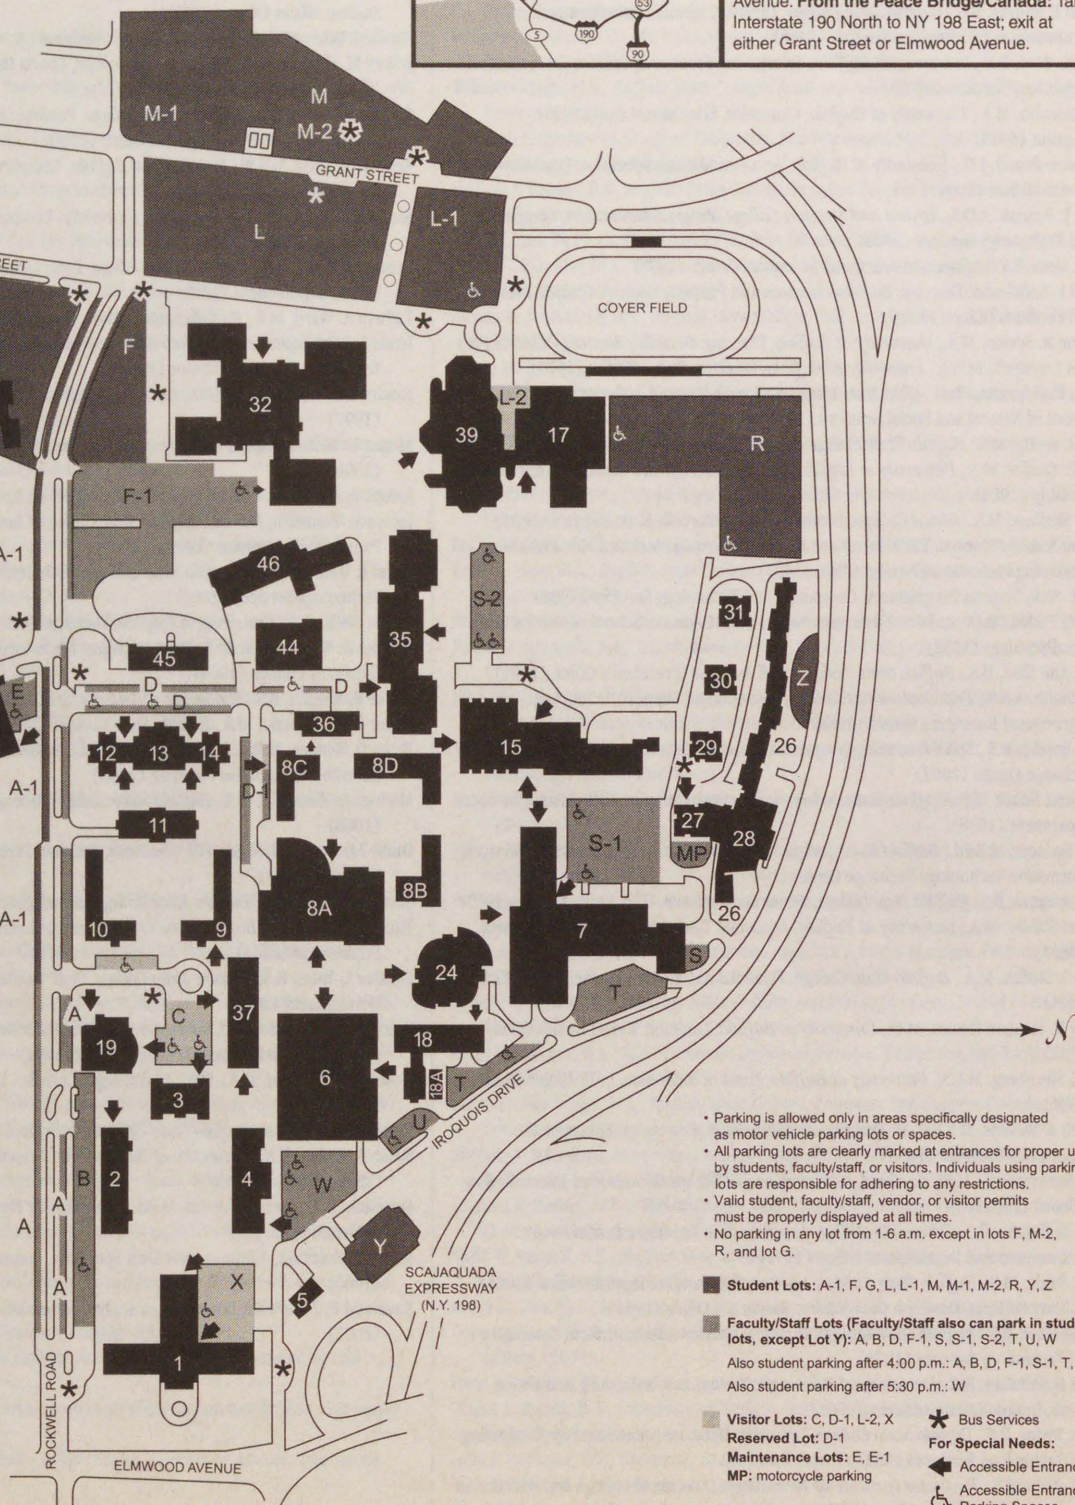 53
5
190
90
Avenue. From the Peace Bridge/Canada:
Interstate 190 North to NY 198 East; exit at
either Grant Street or Elmwood Avenue.
M
M-1
M-2
GRANT STREET
L
L-1
COYER FIELD
F
32
39
L-2
17
R
F-1
A-1
46
S-2
31
35
44
45
30
Z
D
D
D
E
36
12
13
14
15
29
26
8C
8D
A-1
D-1
11
27
28
S-1
MP
8B
8A
26
A-1
10
9
7
24
S
T
C
37
A
19
18
6
18A
T
3
U
IROQUOIS DRIVE
N
B
2
4
W
A
A
Y
X
SCAJAQUADA
EXPRESSWAY
(N.Y. 198)
A
5
1
ROCKWELL ROAD
ELMWOOD AVENUE
• Parking is allowed only in areas specifically designated
as motor vehicle parking lots or spaces.
• All parking lots are clearly marked at entrances for proper
by students, faculty/staff, or visitors. Individuals using
lots are responsible for adhering to any restrictions.
• Valid student, faculty/staff, vendor, or visitor permits
must be properly displayed at all times.
• No parking in any lot from 1-6 a.m. except in lots F, M-2,
R, and lot G.
Student Lots: A-1, F, G, L, L-1, M, M-1, M-2, R, Y, Z
Faculty/Staff Lots (Faculty/Staff also can park in
lots, except Lot Y): A, B, D, F-1, S, S-1, S-2, T, U, W
Also student parking after 4:00 p.m.: A, B, D, F-1, S-1, T,
Also student parking after 5:30 p.m.: W
Visitor Lots: C, D-1, L-2, X
Reserved Lot: D-1
Maintenance Lots: E, E-1
MP: motorcycle parking
Bus Services
For Special Needs:
Accessible
Accessible